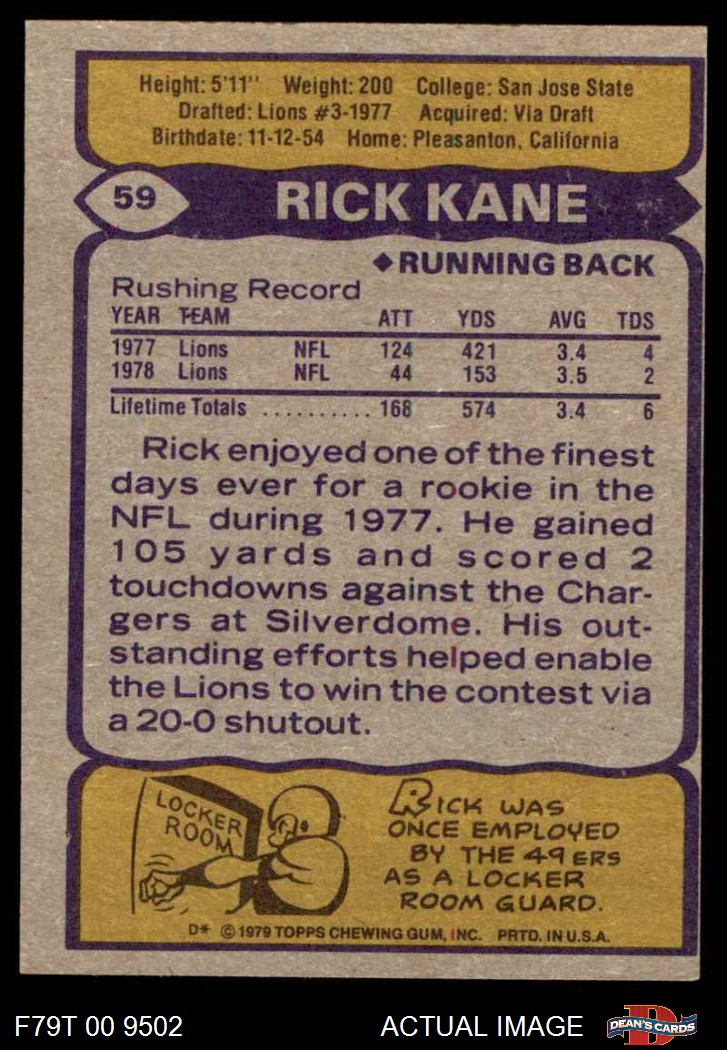 Height: 5'11" Weight: 200 College: San Jose State
Drafted: Lions #3-1977 Acquired: Via Draft
Birthdate: 11-12-54 Home: Pleasanton, California
59 RICK KANE
◆RUNNING BACK
Rushing Record
YEAR TEAM ATT YDS AVG TDS
1977 Lions NFL 124 421 3.4 4
1978 Lions NFL 44 153 3.5 2
Lifetime Totals .......... 168 574 3.4 6
Rick enjoyed one of the finest
days ever for a rookie in the
NFL during 1977. He gained
105 yards and scored 2
touchdowns against the Char-
gers at Silverdome. His out-
standing efforts helped enable
the Lions to win the contest via
a 20-0 shutout.
LOCKER
ROOM
RICK WAS
ONCE EMPLOYED
BY THE 49ERS
AS A LOCKER
ROOM GUARD.
D* © 1979 TOPPS CHEWING GUM, INC. PRTD. IN U.S.A.
F79T 00 9502 ACTUAL IMAGE D DEAN'S CARDS